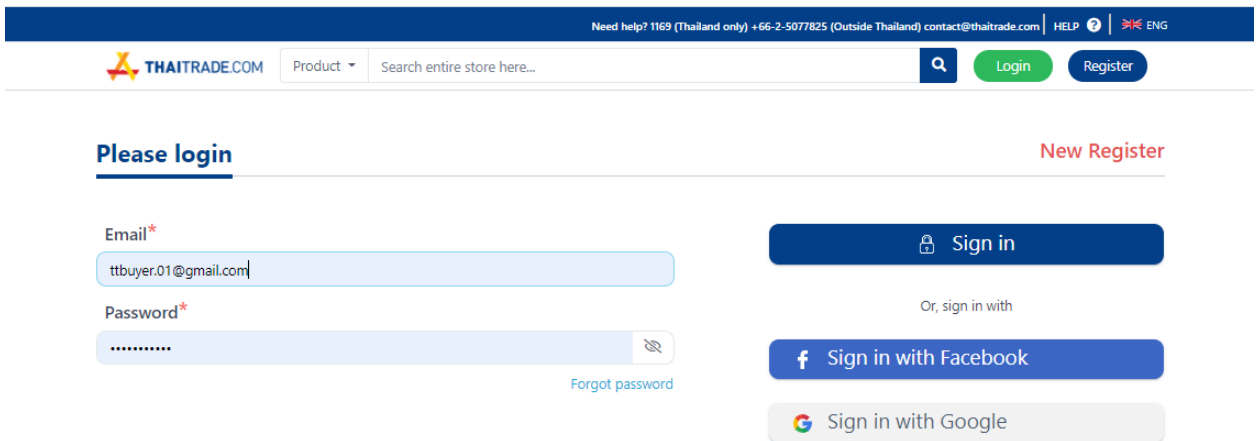 Need help? 1169 (Thailand only) +66-2-5077825 (Outside Thailand) contact@thaitrade.com HELP ? ENG
THAITRADE.COM Product Search entire store here... Login Register
Please login New Register
Email*
Sign in
ttbuyer.01@gmail.com
Password*
Or, sign in with
•••••••••••
Sign in with Facebook
Forgot password
Sign in with Google